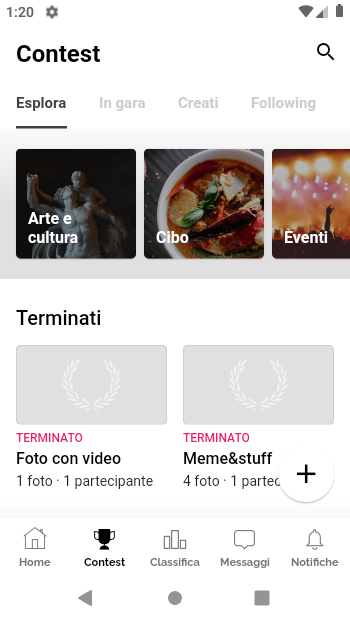 1:20
Contest
Esplora In gara Creati Following
Arte e
cultura
Cibo
Eventi
Terminati
TERMINATO
Foto con video
1 foto · 1 partecipante
TERMINATO
Meme&stuff
4 foto · 1 partec
Home Contest Classifica Messaggi Notifiche